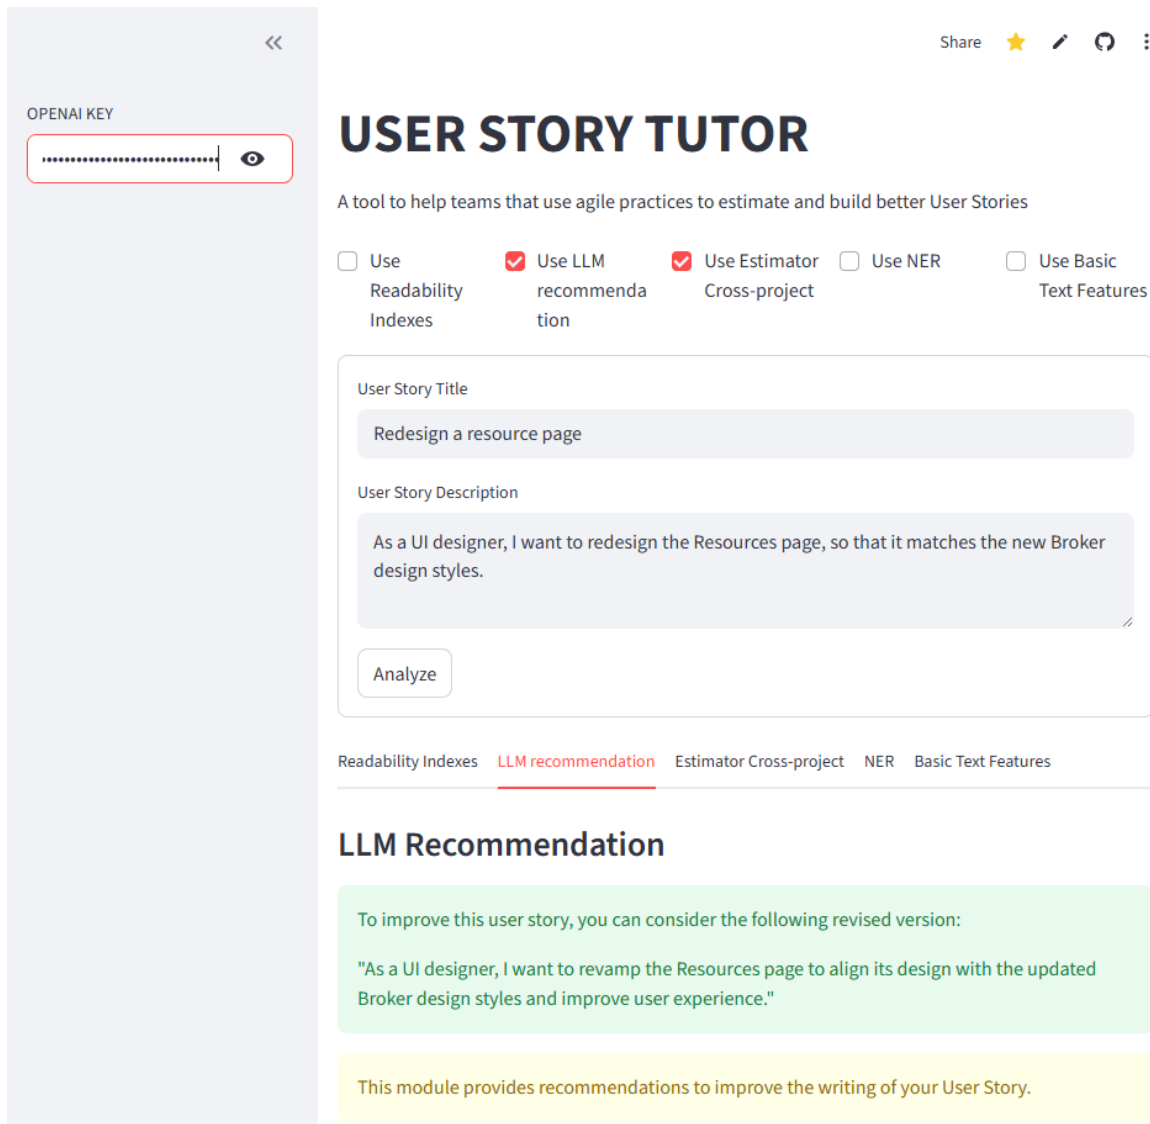 Share
OPENAI KEY
USER STORY TUTOR
A tool to help teams that use agile practices to estimate and build better User Stories
Use
Readability
Indexes
Use LLM
recommenda
tion
Use Estimator
Cross-project
Use NER
Use Basic
Text Features
User Story Title
Redesign a resource page
User Story Description
As a UI designer, I want to redesign the Resources page, so that it matches the new Broker
design styles.
Analyze
Readability Indexes LLM recommendation Estimator Cross-project NER Basic Text Features
LLM Recommendation
To improve this user story, you can consider the following revised version:
"As a UI designer, I want to revamp the Resources page to align its design with the updated
Broker design styles and improve user experience."
This module provides recommendations to improve the writing of your User Story.